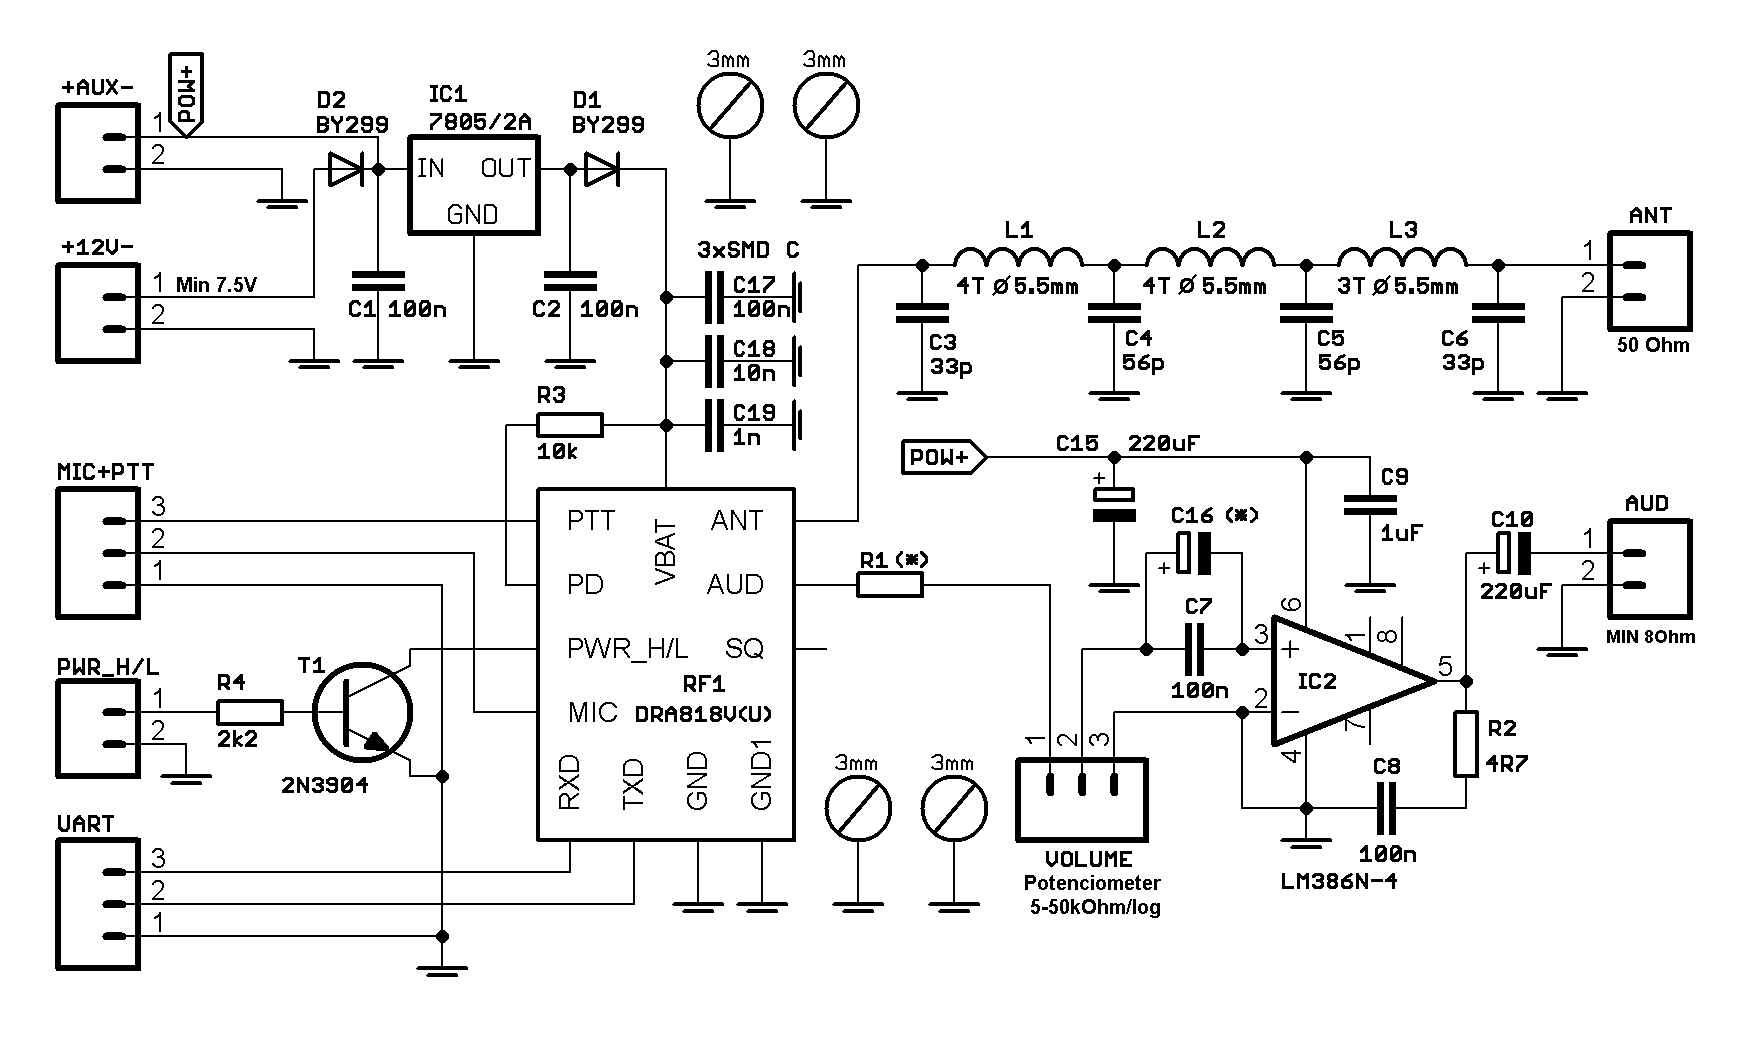 +AUX-
1
2
POW+
D2
BY299
IC1
7805/2A
IN
OUT
GND
D1
BY299
3mm
3mm
+12V-
1
Min 7.5V
2
C1 100n
C2 100n
3xSMD C
C17
100n
C18
10n
C19
1n
R3
10k
L1
4T Ø5.5mm
L2
4T Ø5.5mm
L3
3T Ø5.5mm
C3
33p
C4
56p
C5
56p
C6
33p
ANT
1
2
50 Ohm
MIC+PTT
3
2
1
PWR_H/L
1
2
R4
2k2
T1
2N3904
UART
3
2
1
PTT
PD
PWR_H/L
MIC
VBAT
ANT
AUD
SQ
RF1
DRA818V(U)
RXD
TXD
GND
GND1
3mm
3mm
R1(*)
POW+
C15 220uF
+
C16(*)
+
C7
100n
C9
1uF
C10
+
220uF
AUD
1
2
MIN 8Ohm
6
1
8
3
+
IC2
5
2
-
4
7
R2
4R7
C8
100n
LM386N-4
1
2
3
VOLUME
Potenciometer
5-50kOhm/log